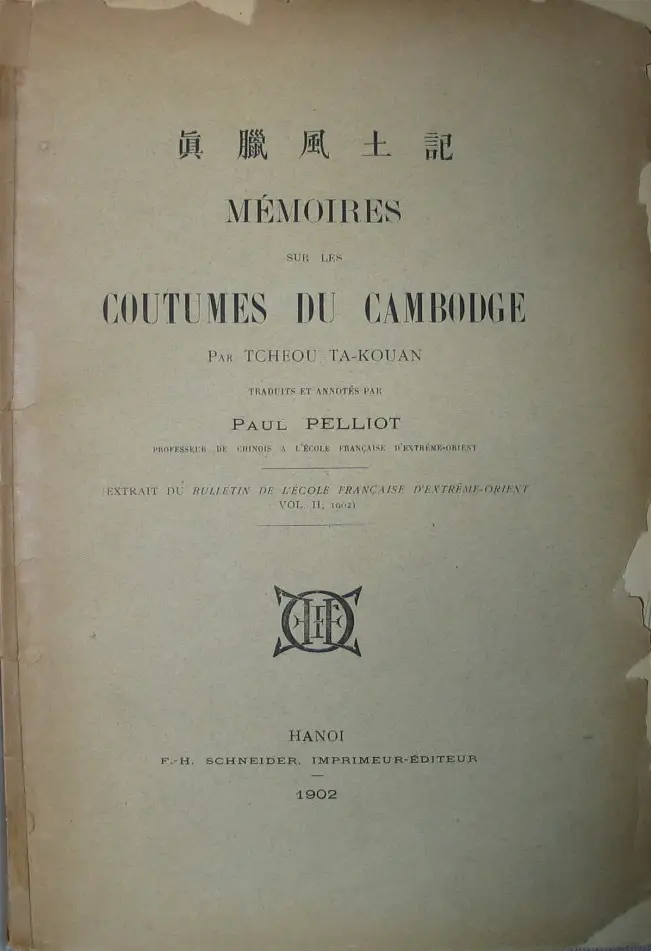 眞臘風土記
MÉMOIRES
SUR LES
COUTUMES DU CAMBODGE
PAR TCHEOU TA-KOUAN
TRADUITS ET ANNOTÉS PAR
PAUL PELLIOT
PROFESSEUR DE CHINOIS A L'ÉCOLE FRANÇAISE D'EXTRÊME-ORIENT
(EXTRAIT DU BULLETIN DE L'ÉCOLE FRANÇAISE D'EXTRÊME-ORIENT
VOL. II, 1902)
HANOI
F.-H. SCHNEIDER, IMPRIMEUR-ÉDITEUR
1902